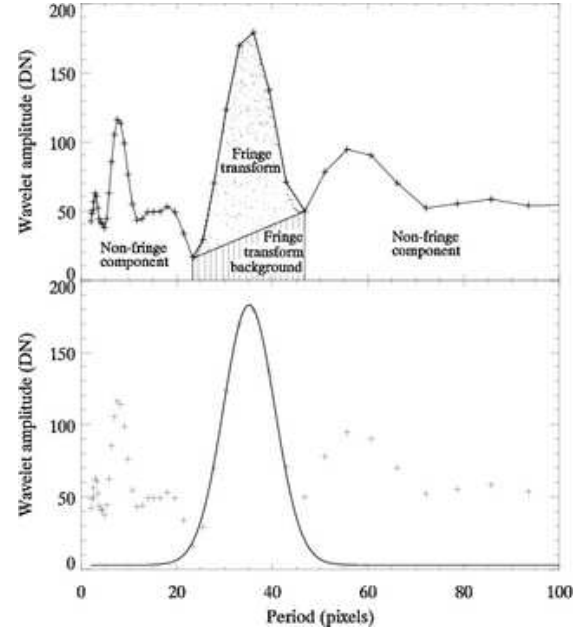 200
150
100
50
0
Wavelet amplitude (DN)
Fringe
transform
Non-fringe
component
Fringe
transform
background
Non-fringe
component
200
150
100
50
0
Wavelet amplitude (DN)
0
20
40
60
80
100
Period (pixels)